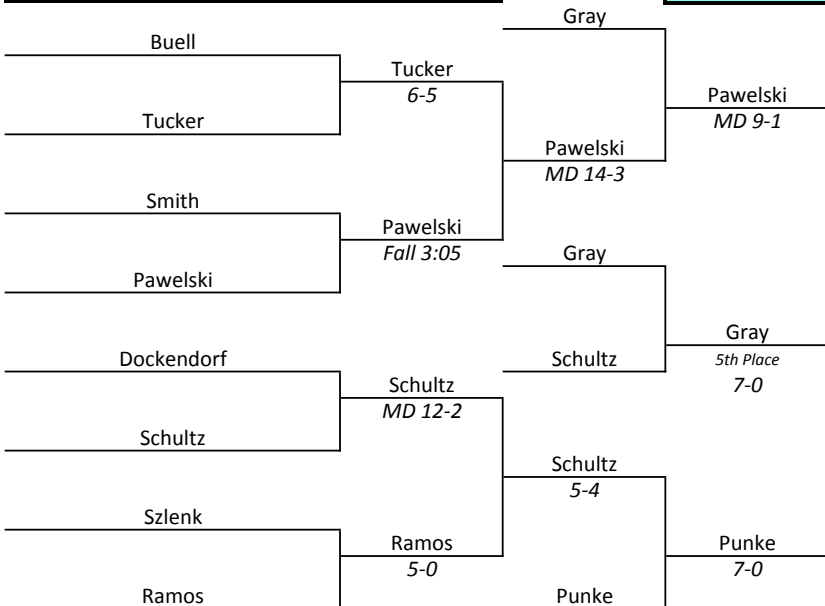 Gray
Buell
Tucker
6-5
Pawelski
MD 9-1
Tucker
Pawelski
MD 14-3
Smith
Pawelski
Fall 3:05
Gray
Pawelski
Gray
5th Place
7-0
Dockendorf
Schultz
Schultz
MD 12-2
Schultz
Schultz
5-4
Szlenk
Ramos
5-0
Punke
7-0
Ramos
Punke